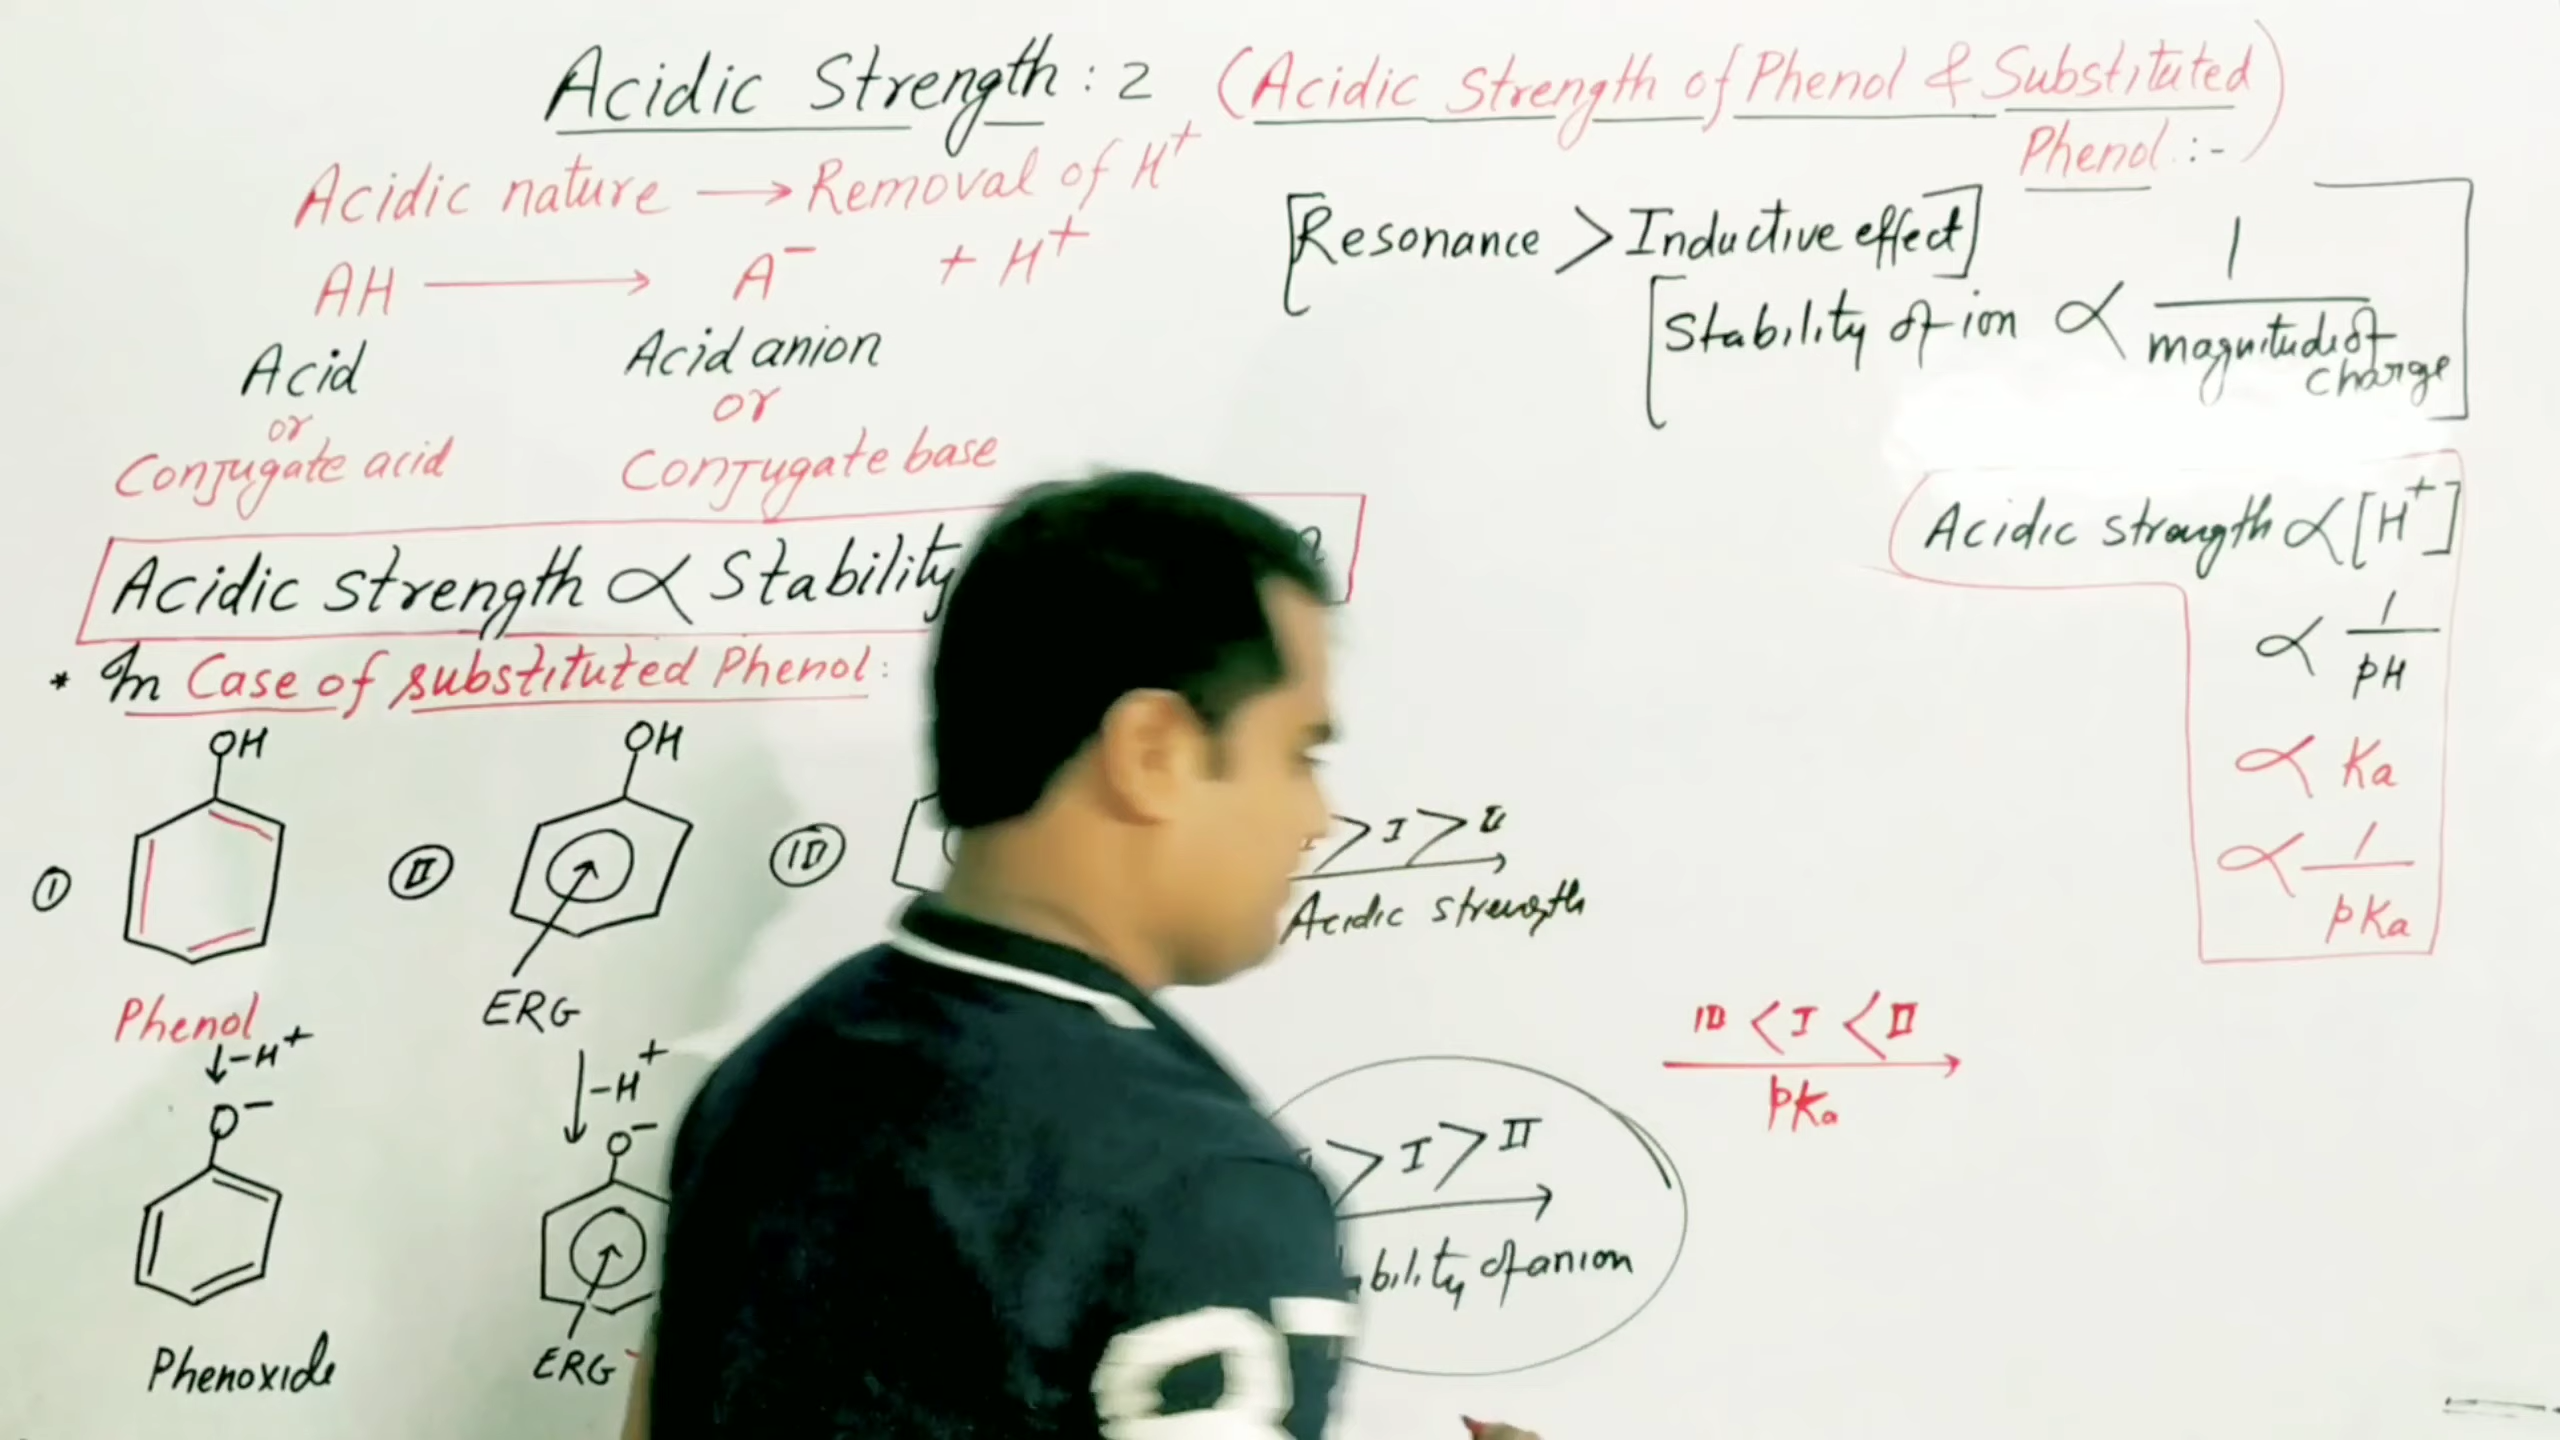 Acidic Strength : 2 (Acidic Strength of Phenol & Substituted
Phenol :-)
Acidic nature → Removal of H⁺
AH → A⁻ + H⁺
Acid
or
Conjugate acid
Acid anion
or
Conjugate base
[Resonance > Inductive effect]
[Stability of ion ∝ 1 / magnitude of charge]
Acidic strength ∝ Stability
Acidic strength ∝ [H⁺]
∝ 1 / pH
∝ Ka
∝ 1 / pKa
* In Case of substituted Phenol :
I
OH
Phenol
↓ -H⁺
O⁻
Phenoxide
II
OH
ERG
↓ -H⁺
O⁻
ERG
III
> I > II
Acidic strength
III < I < II
pKa
> I > II
bility of anion